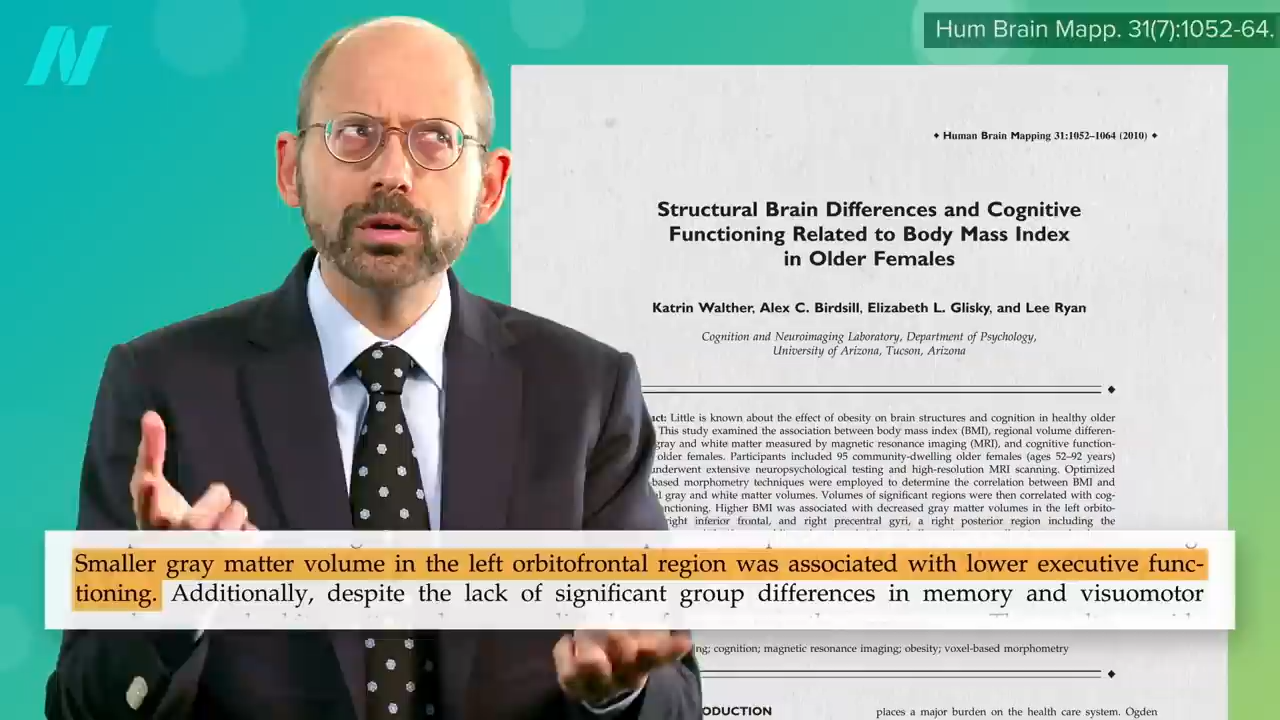 Hum Brain Mapp. 31(7):1052-64.
♦ Human Brain Mapping 31:1052–1064 (2010) ♦
Structural Brain Differences and Cognitive
Functioning Related to Body Mass Index
in Older Females
Katrin Walther, Alex C. Birdsill, Elizabeth L. Glisky, and Lee Ryan
Cognition and Neuroimaging Laboratory, Department of Psychology,
University of Arizona, Tucson, Arizona
Little is known about the effect of obesity on brain structures and cognition in healthy older
This study examined the association between body mass index (BMI), regional volume differen-
gray and white matter measured by magnetic resonance imaging (MRI), and cognitive function-
older females. Participants included 95 community-dwelling older females (ages 52–92 years)
underwent extensive neuropsychological testing and high-resolution MRI scanning. Optimized
based morphometry techniques were employed to determine the correlation between BMI and
gray and white matter volumes. Volumes of significant regions were then correlated with cog-
nctioning. Higher BMI was associated with decreased gray matter volumes in the left orbito-
right inferior frontal, and right precentral gyri, a right posterior region including the
Smaller gray matter volume in the left orbitofrontal region was associated with lower executive func-
tioning. Additionally, despite the lack of significant group differences in memory and visuomotor
ng; cognition; magnetic resonance imaging; obesity; voxel-based morphometry
ODUCTION
places a major burden on the health care system. Ogden